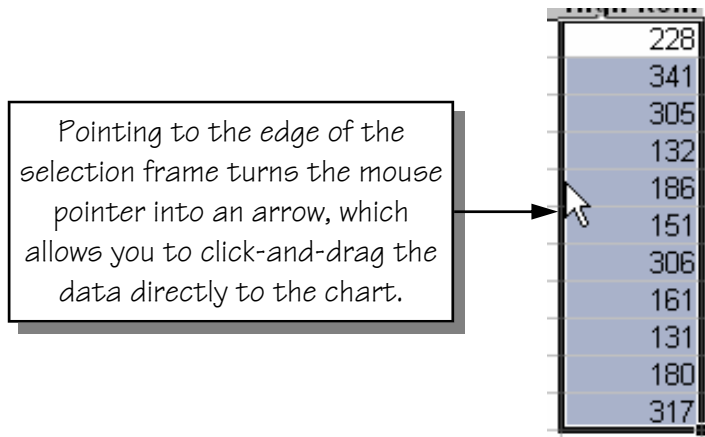 Pointing to the edge of the
selection frame turns the mouse
pointer into an arrow, which
allows you to click-and-drag the
data directly to the chart.
228
341
305
132
186
151
306
161
131
180
317